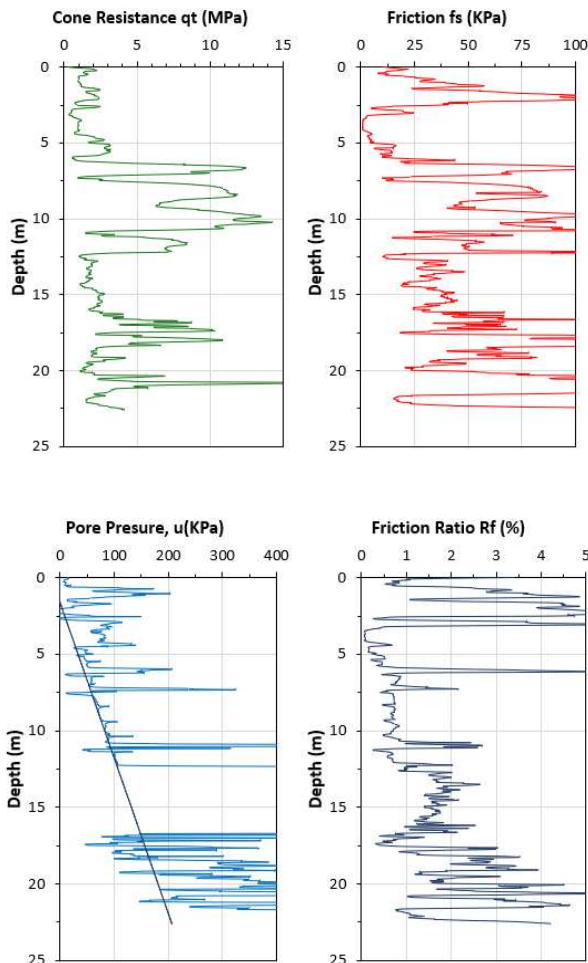 Cone Resistance qt (MPa)
0 5 10 15
0
5
10
15
20
25
Depth (m)
Friction fs (KPa)
0 25 50 75 100
0
5
10
15
20
25
Depth (m)
Pore Presure, u(KPa)
0 100 200 300 400
0
5
10
15
20
25
Depth (m)
Friction Ratio Rf (%)
0 1 2 3 4 5
0
5
10
15
20
25
Depth (m)